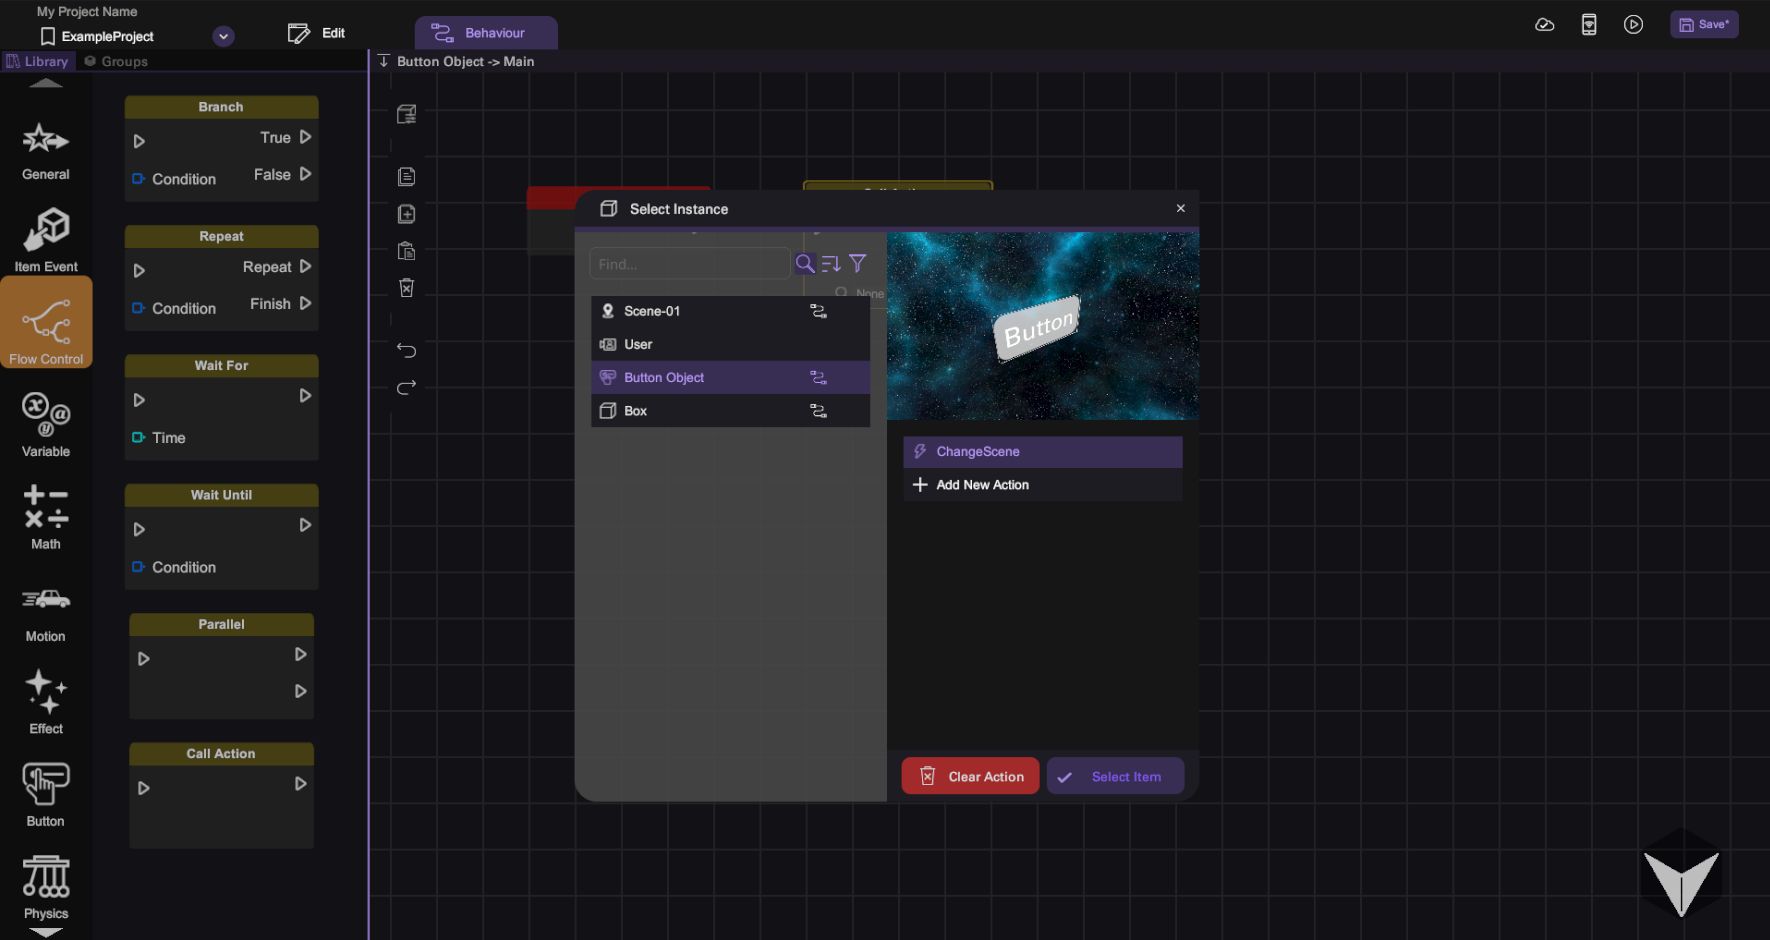 My Project Name
ExampleProject
Edit
Behaviour
Save*
Library
Groups
Button Object -> Main
General
Item Event
Flow Control
Variable
Math
Motion
Effect
Button
Physics
Branch
True
Condition
False
Repeat
Repeat
Condition
Finish
Wait For
Time
Wait Until
Condition
Parallel
Call Action
Select Instance
Find...
None
Scene-01
User
Button Object
Box
Button
ChangeScene
Add New Action
Clear Action
Select Item